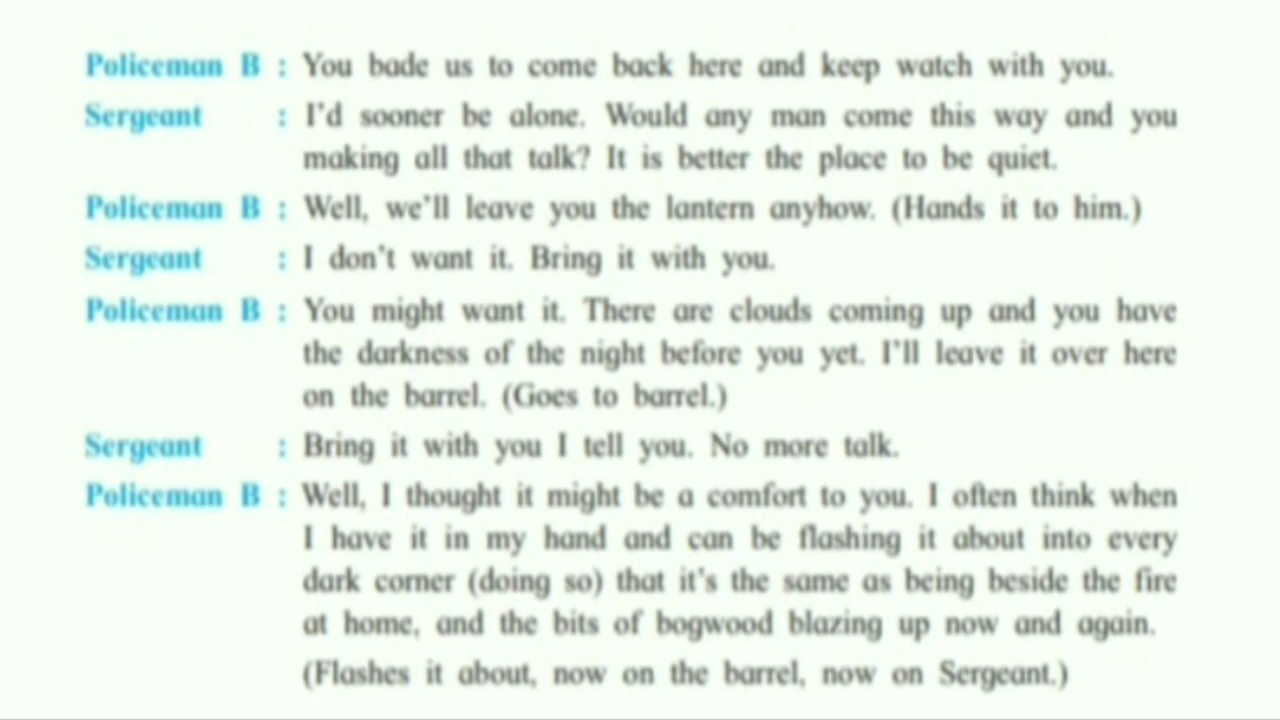 Policeman B : You bade us to come back here and keep watch with you.
Sergeant : I'd sooner be alone. Would any man come this way and you
making all that talk? It is better the place to be quiet.
Policeman B : Well, we'll leave you the lantern anyhow. (Hands it to him.)
Sergeant : I don't want it. Bring it with you.
Policeman B : You might want it. There are clouds coming up and you have
the darkness of the night before you yet. I'll leave it over here
on the barrel. (Goes to barrel.)
Sergeant : Bring it with you I tell you. No more talk.
Policeman B : Well, I thought it might be a comfort to you. I often think when
I have it in my hand and can be flashing it about into every
dark corner (doing so) that it's the same as being beside the fire
at home, and the bits of bogwood blazing up now and again.
(Flashes it about, now on the barrel, now on Sergeant.)